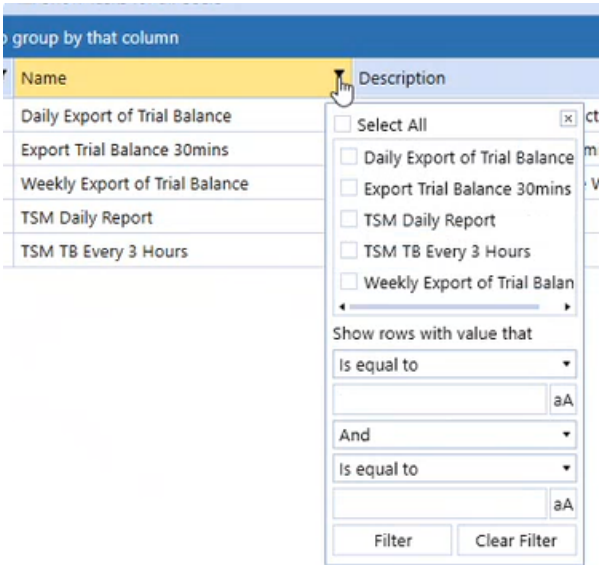 group by that column
Name
Description
Daily Export of Trial Balance
Export Trial Balance 30mins
Weekly Export of Trial Balance
TSM Daily Report
TSM TB Every 3 Hours
Select All
Daily Export of Trial Balance
Export Trial Balance 30mins
TSM Daily Report
TSM TB Every 3 Hours
Weekly Export of Trial Balan
Show rows with value that
Is equal to
aA
And
Is equal to
aA
Filter
Clear Filter